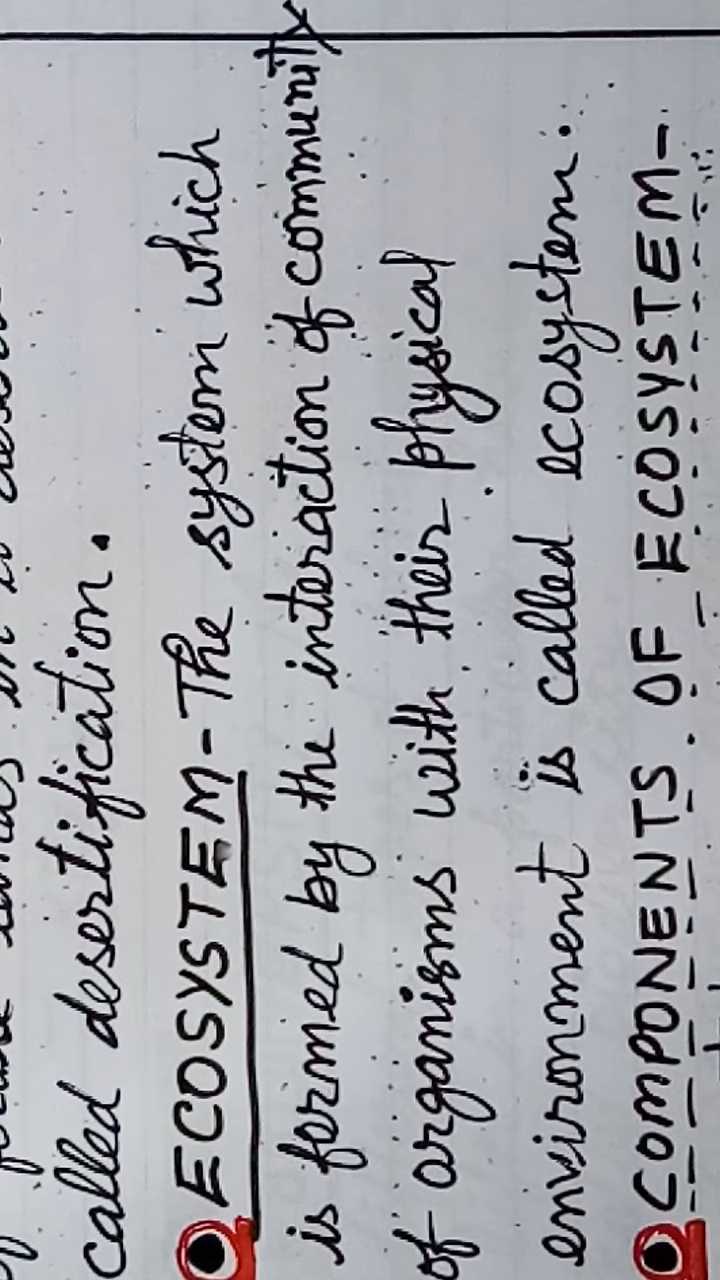 called desertification.
ECOSYSTEM - The system which
is formed by the interaction of community
of organisms with their physical
environment is called ecosystem.
COMPONENTS OF ECOSYSTEM -